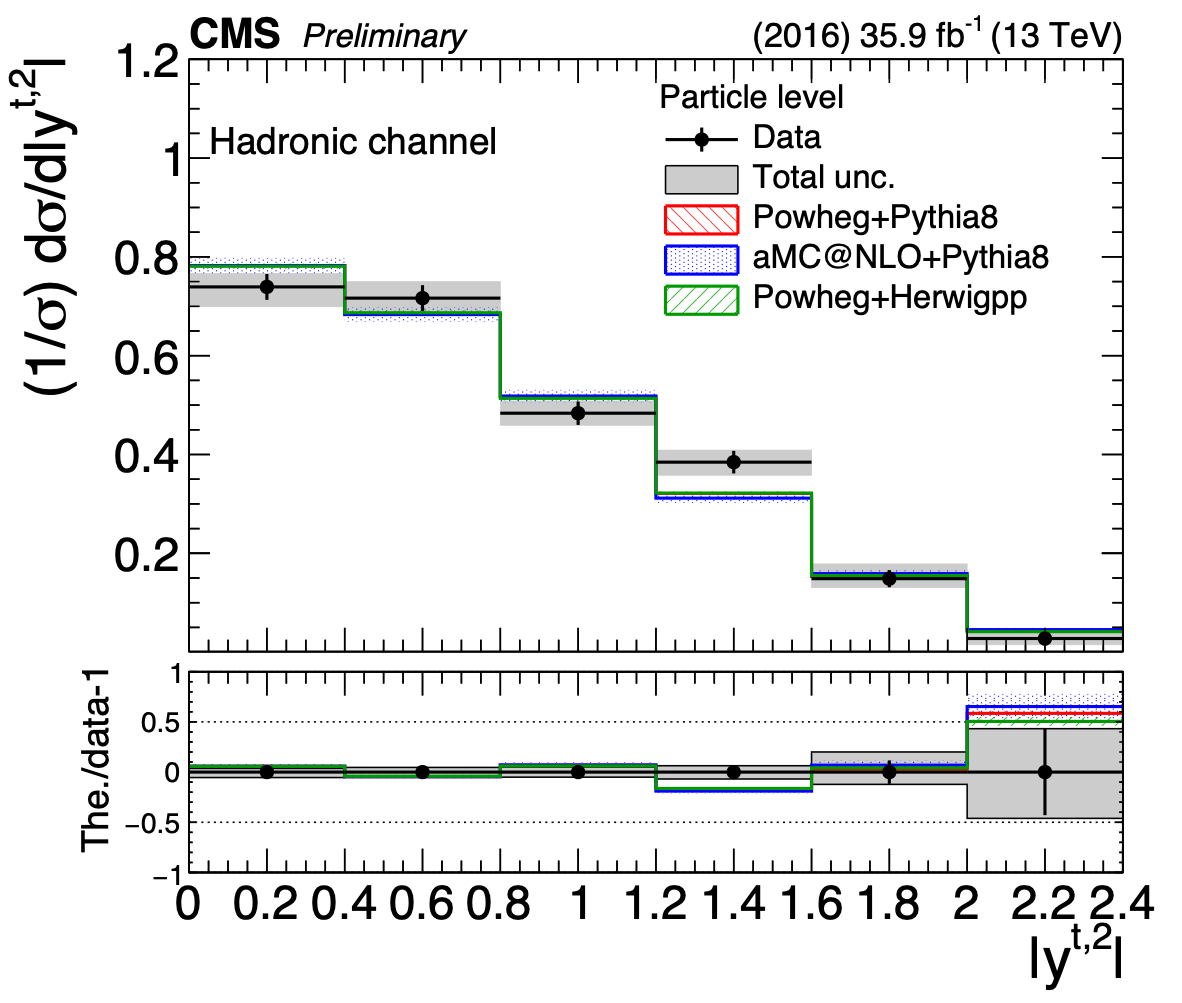 CMS Preliminary (2016) 35.9 fb⁻¹ (13 TeV)
(1/σ) dσ/d|y^{t,2}|
1.2
1
0.8
0.6
0.4
0.2
Hadronic channel
Particle level
Data
Total unc.
Powheg+Pythia8
aMC@NLO+Pythia8
Powheg+Herwigpp
The./data-1
1
0.5
0
−0.5
−1
0 0.2 0.4 0.6 0.8 1 1.2 1.4 1.6 1.8 2 2.2 2.4
|y^{t,2}|